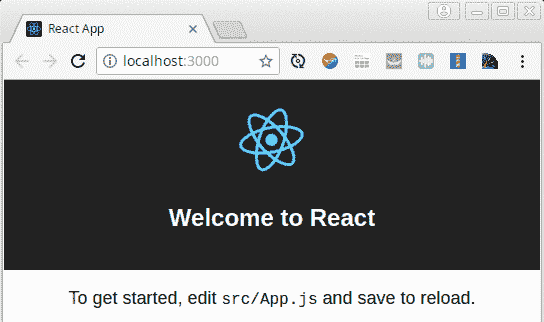 React App
localhost:3000
Welcome to React
To get started, edit src/App.js and save to reload.